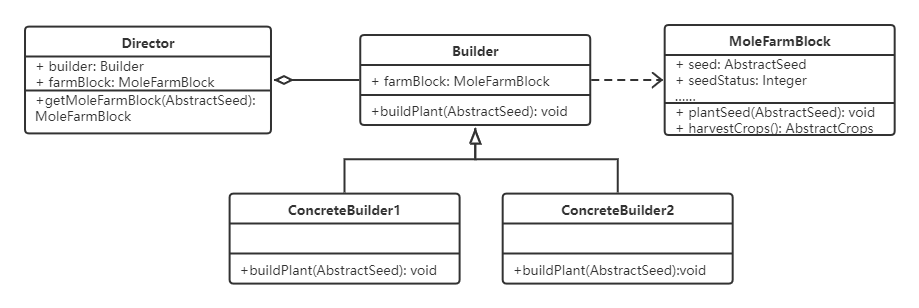 Director
+ builder: Builder
+ farmBlock: MoleFarmBlock
+getMoleFarmBlock(AbstractSeed):
MoleFarmBlock
Builder
+ farmBlock: MoleFarmBlock
+buildPlant(AbstractSeed): void
MoleFarmBlock
+ seed: AbstractSeed
+ seedStatus: Integer
......
+ plantSeed(AbstractSeed): void
+ harvestCrops(): AbstractCrops
ConcreteBuilder1
+buildPlant(AbstractSeed): void
ConcreteBuilder2
+buildPlant(AbstractSeed):void